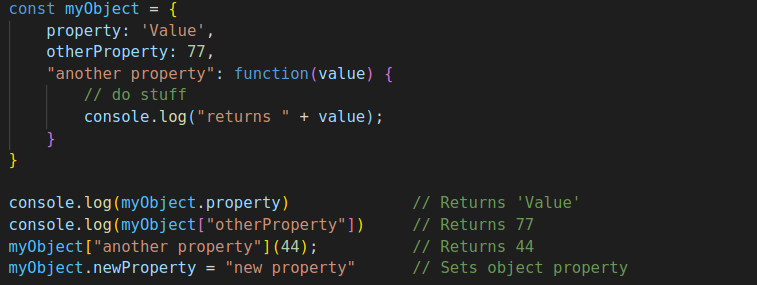 const myObject = {
    property: 'Value',
    otherProperty: 77,
    "another property": function(value) {
        // do stuff
        console.log("returns " + value);
    }
}

console.log(myObject.property)             // Returns 'Value'
console.log(myObject["otherProperty"])     // Returns 77
myObject["another property"](44);          // Returns 44
myObject.newProperty = "new property"      // Sets object property